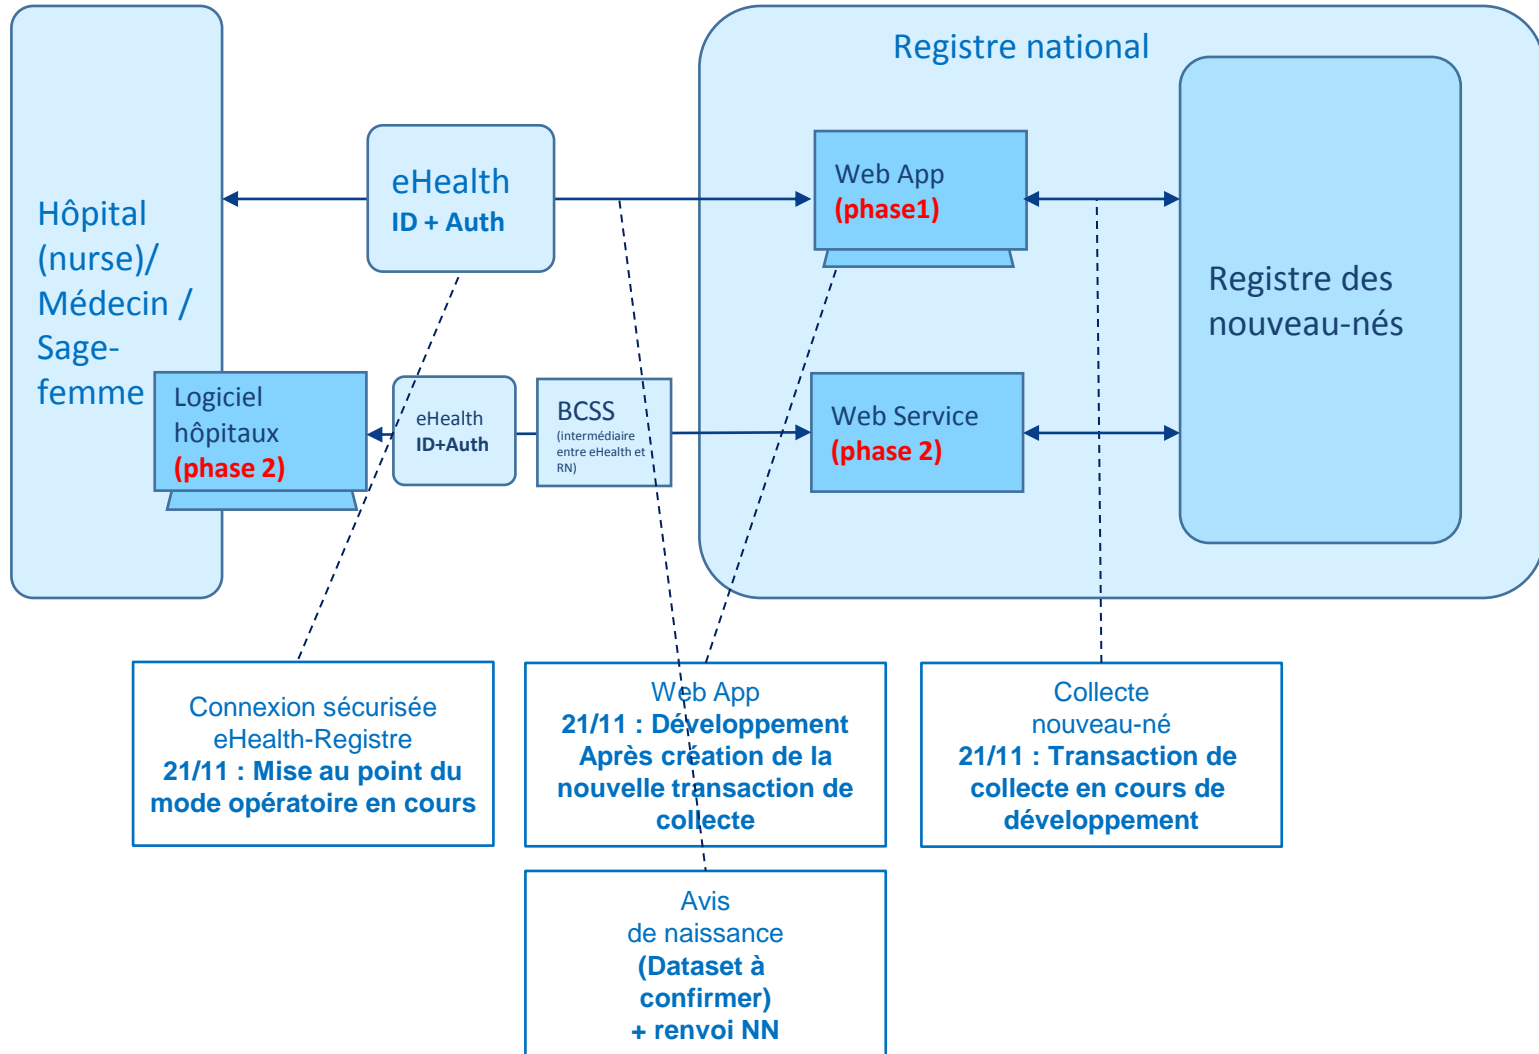 Registre national
Hôpital
(nurse)/
Médecin /
Sage-
femme
eHealth
ID + Auth
Web App
(phase1)
Registre des
nouveau-nés
Logiciel
hôpitaux
(phase 2)
eHealth
ID+Auth
BCSS
(intermédiaire
entre eHealth et
RN)
Web Service
(phase 2)
Connexion sécurisée
eHealth-Registre
21/11 : Mise au point du
mode opératoire en cours
Web App
21/11 : Développement
Après création de la
nouvelle transaction de
collecte
Collecte
nouveau-né
21/11 : Transaction de
collecte en cours de
développement
Avis
de naissance
(Dataset à
confirmer)
+ renvoi NN